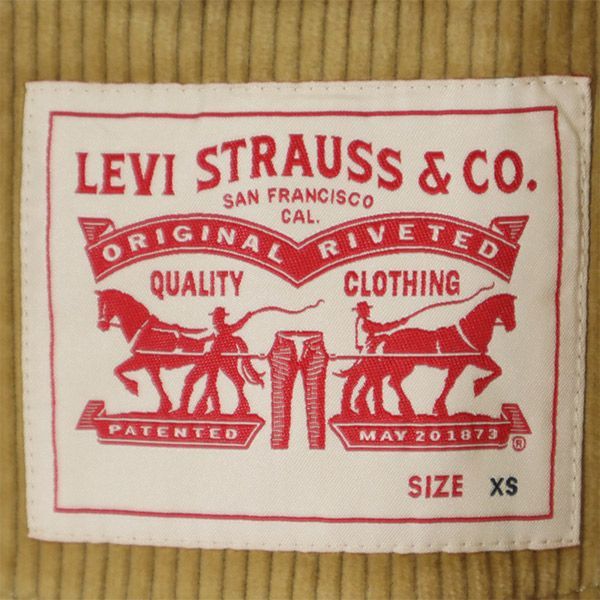 LEVI STRAUSS & CO.
SAN FRANCISCO
CAL.
ORIGINAL RIVETED
QUALITY CLOTHING
PATENTED MAY 20 1873 ®
SIZE XS